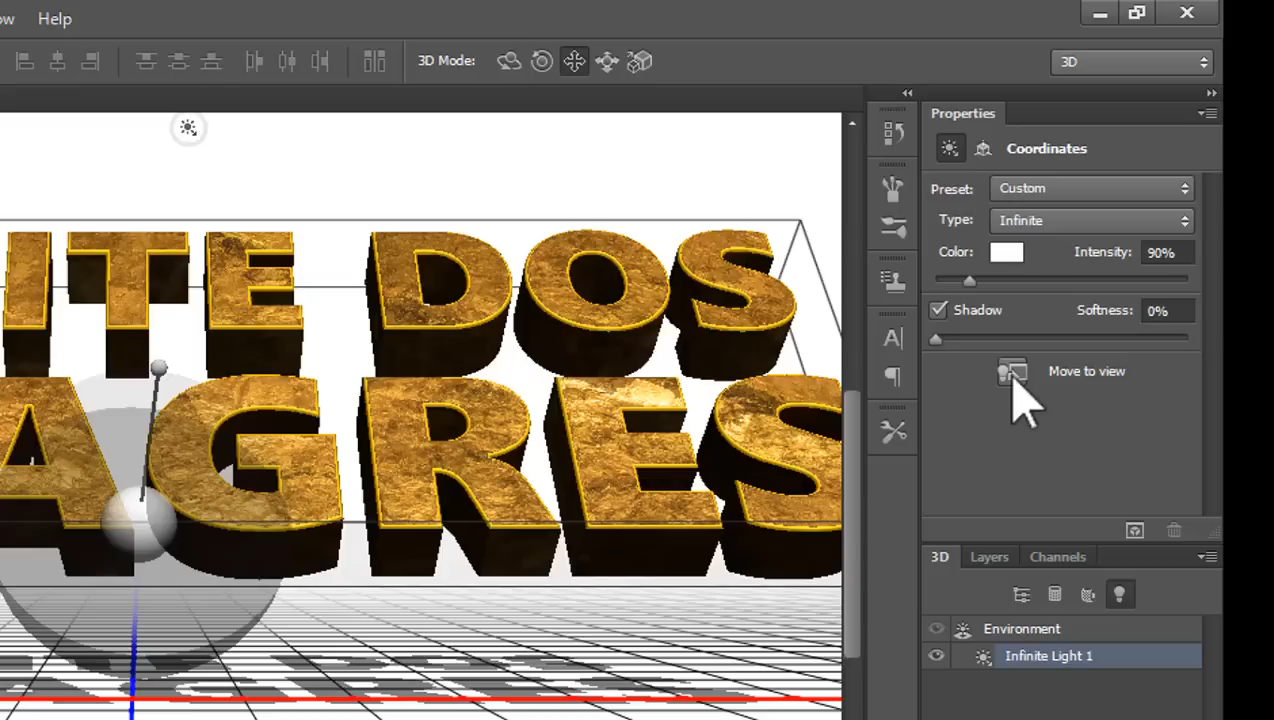 ow Help
3D Mode: 3D
Properties
Coordinates
Preset: Custom
Type: Infinite
Color: Intensity: 90%
Shadow Softness: 0%
Move to view
ITE DOS
AGRES
3D Layers Channels
Environment
Infinite Light 1